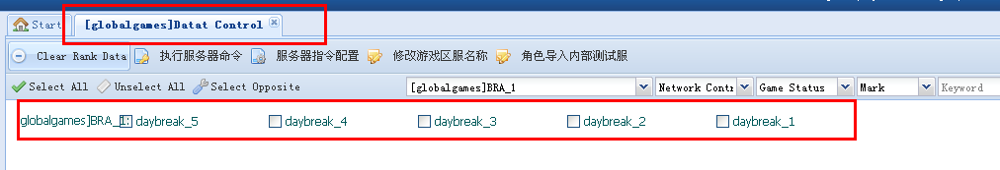 Start [globalgames]Datat Control
Clear Rank Data 执行服务器命令 服务器指令配置 修改游戏区服名称 角色导入内部测试服
Select All Unselect All Select Opposite [globalgames]BRA_1 Network Contr Game Status Mark Keyword
globalgames]BRA_1: daybreak_5 daybreak_4 daybreak_3 daybreak_2 daybreak_1